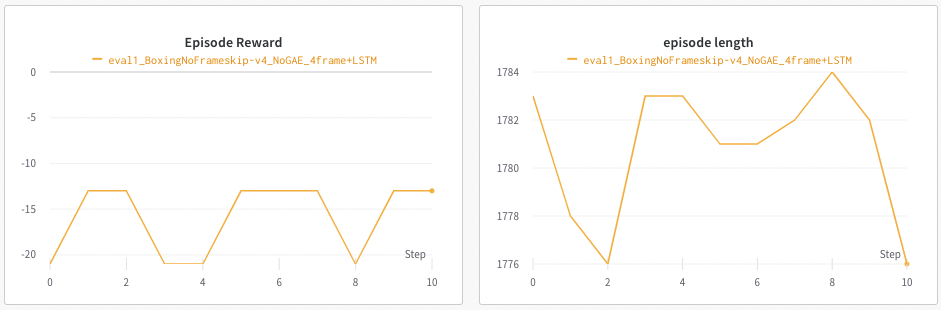 Episode Reward
eval1_BoxingNoFrameskip-v4_NoGAE_4frame+LSTM
0
-5
-10
-15
-20
Step
0 2 4 6 8 10
episode length
eval1_BoxingNoFrameskip-v4_NoGAE_4frame+LSTM
1784
1782
1780
1778
1776
Step
0 2 4 6 8 10